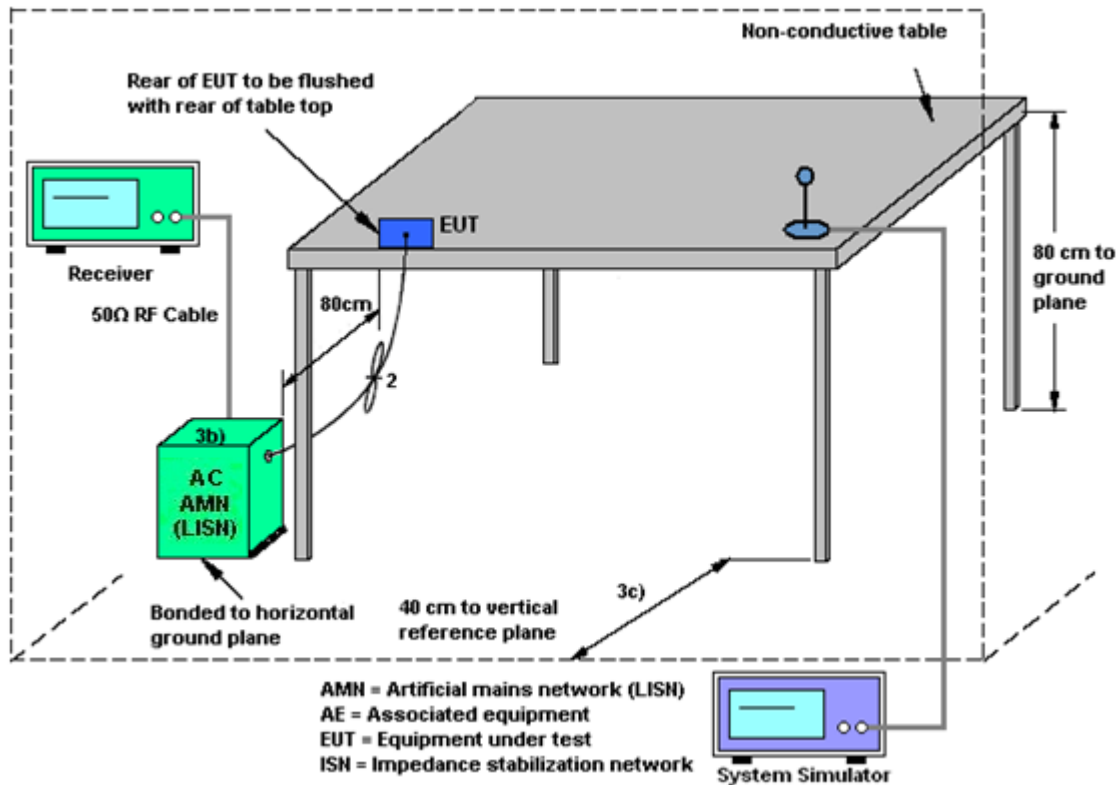 Non-conductive table
Rear of EUT to be flushed
with rear of table top
EUT
Receiver
80cm
80 cm to
ground
plane
50Ω RF Cable
2
3b)
AC
AMN
(LISN)
3c)
Bonded to horizontal
ground plane
40 cm to vertical
reference plane
AMN = Artificial mains network (LISN)
AE = Associated equipment
EUT = Equipment under test
ISN = Impedance stabilization network
System Simulator